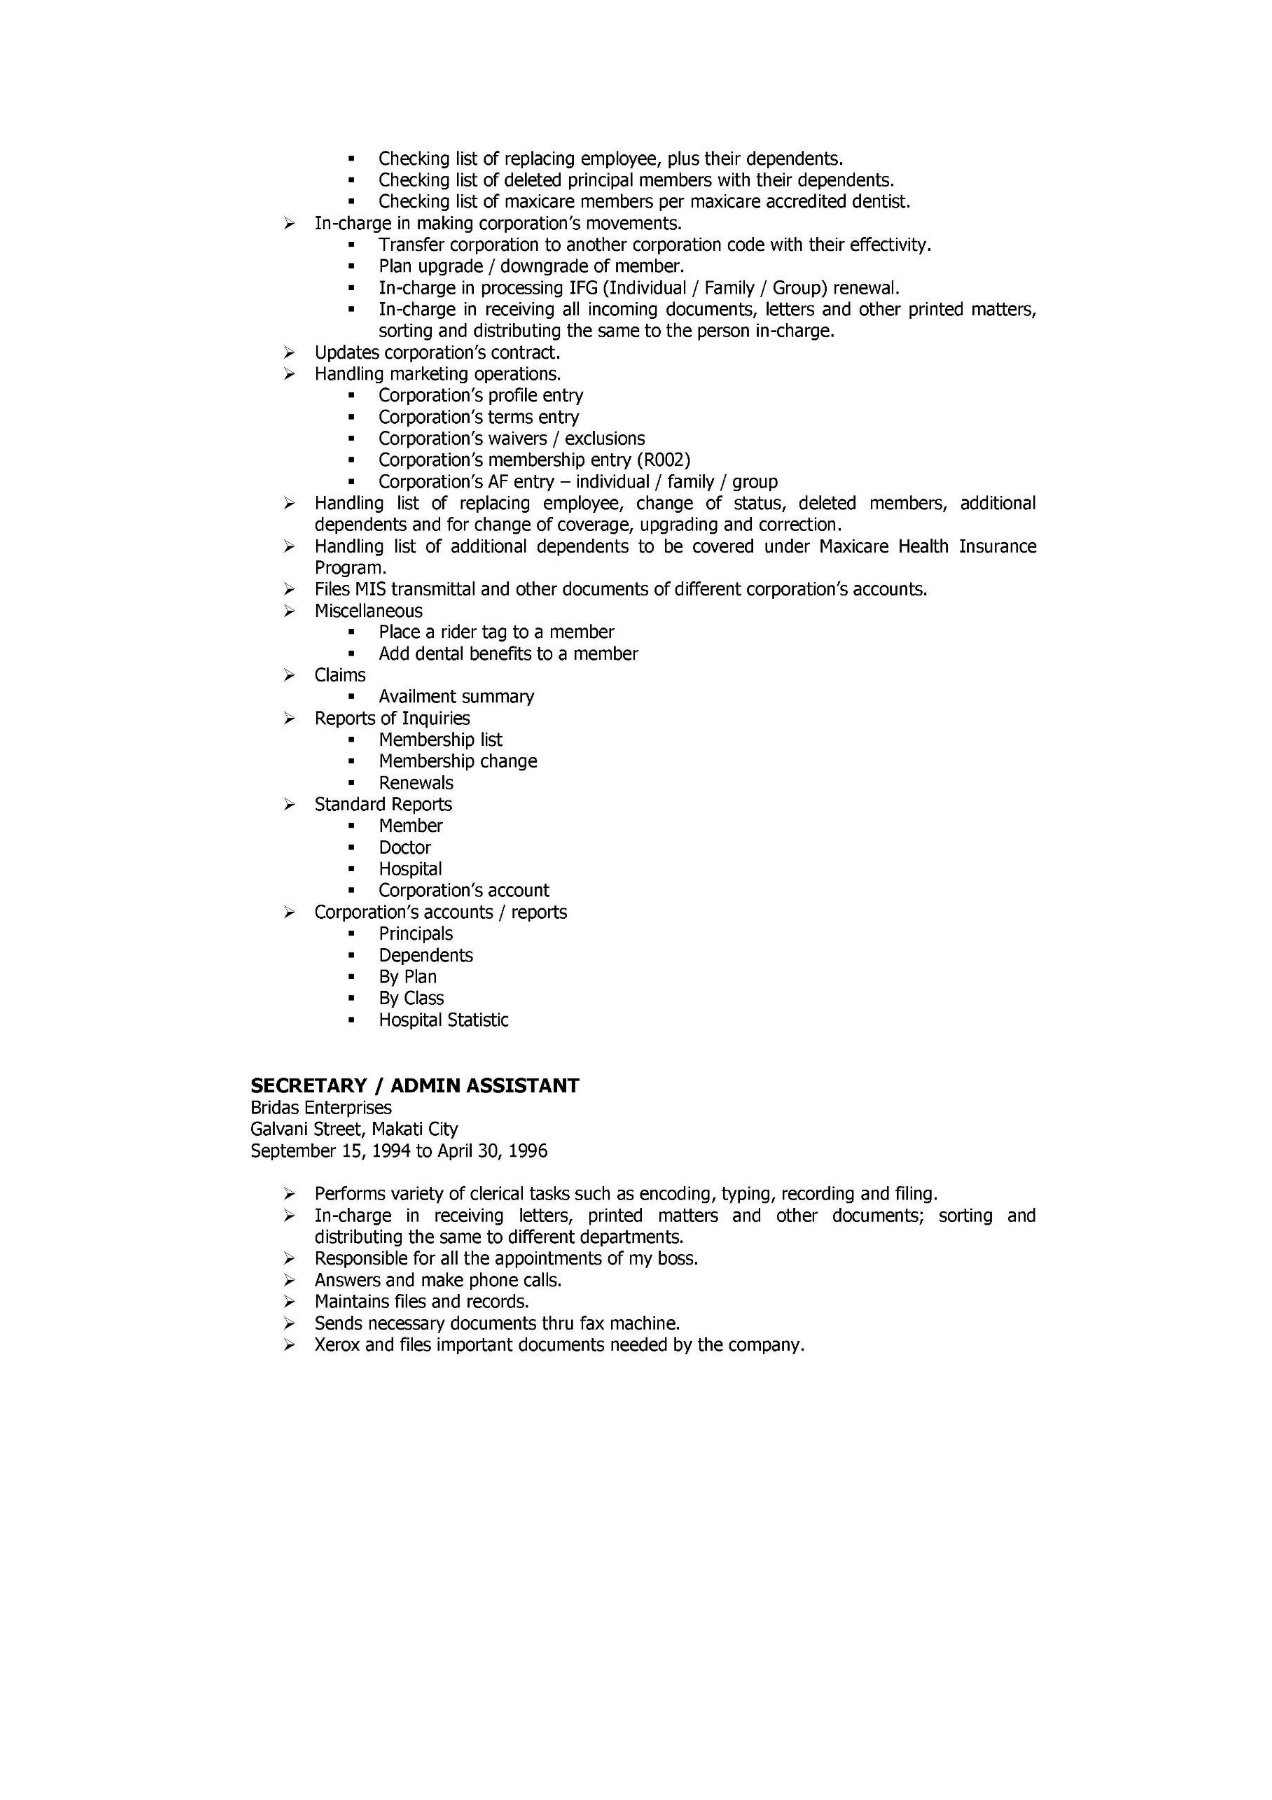 ▪ Checking list of replacing employee, plus their dependents.
▪ Checking list of deleted principal members with their dependents.
▪ Checking list of maxicare members per maxicare accredited dentist.
➢ In-charge in making corporation’s movements.
▪ Transfer corporation to another corporation code with their effectivity.
▪ Plan upgrade / downgrade of member.
▪ In-charge in processing IFG (Individual / Family / Group) renewal.
▪ In-charge in receiving all incoming documents, letters and other printed matters,
sorting and distributing the same to the person in-charge.
➢ Updates corporation’s contract.
➢ Handling marketing operations.
▪ Corporation’s profile entry
▪ Corporation’s terms entry
▪ Corporation’s waivers / exclusions
▪ Corporation’s membership entry (R002)
▪ Corporation’s AF entry – individual / family / group
➢ Handling list of replacing employee, change of status, deleted members, additional
dependents and for change of coverage, upgrading and correction.
➢ Handling list of additional dependents to be covered under Maxicare Health Insurance
Program.
➢ Files MIS transmittal and other documents of different corporation’s accounts.
➢ Miscellaneous
▪ Place a rider tag to a member
▪ Add dental benefits to a member
➢ Claims
▪ Availment summary
➢ Reports of Inquiries
▪ Membership list
▪ Membership change
▪ Renewals
➢ Standard Reports
▪ Member
▪ Doctor
▪ Hospital
▪ Corporation’s account
➢ Corporation’s accounts / reports
▪ Principals
▪ Dependents
▪ By Plan
▪ By Class
▪ Hospital Statistic
SECRETARY / ADMIN ASSISTANT
Bridas Enterprises
Galvani Street, Makati City
September 15, 1994 to April 30, 1996
➢ Performs variety of clerical tasks such as encoding, typing, recording and filing.
➢ In-charge in receiving letters, printed matters and other documents; sorting and
distributing the same to different departments.
➢ Responsible for all the appointments of my boss.
➢ Answers and make phone calls.
➢ Maintains files and records.
➢ Sends necessary documents thru fax machine.
➢ Xerox and files important documents needed by the company.